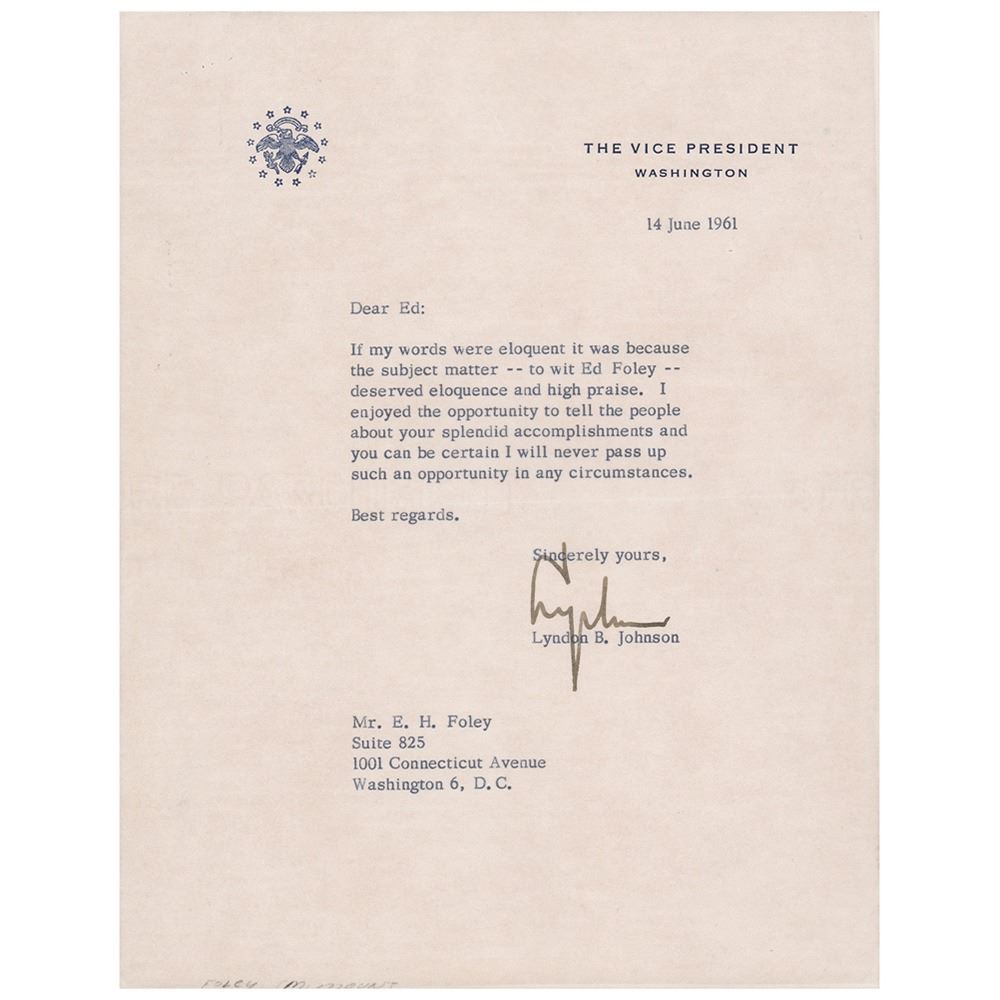 THE VICE PRESIDENT
WASHINGTON
14 June 1961
Dear Ed:
If my words were eloquent it was because
the subject matter -- to wit Ed Foley --
deserved eloquence and high praise. I
enjoyed the opportunity to tell the people
about your splendid accomplishments and
you can be certain I will never pass up
such an opportunity in any circumstances.
Best regards.
Sincerely yours,
Lyndon
Lyndon B. Johnson
Mr. E. H. Foley
Suite 825
1001 Connecticut Avenue
Washington 6, D. C.
FOLEY